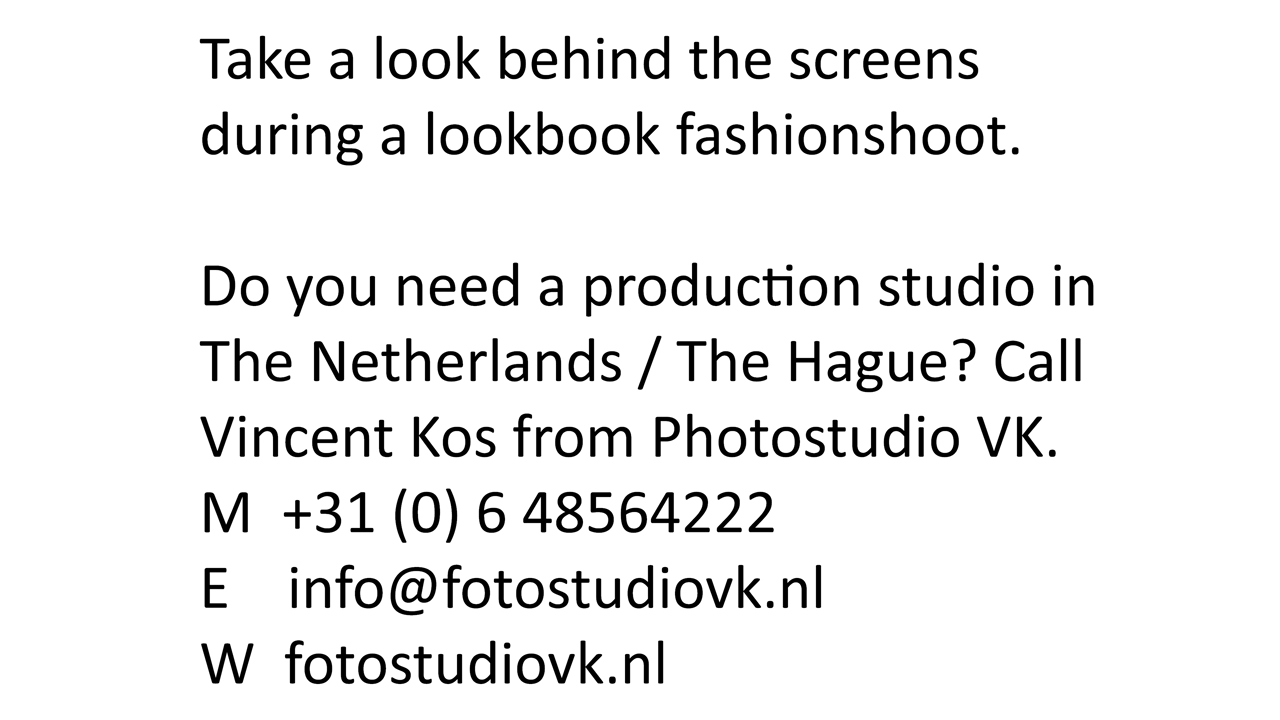 Take a look behind the screens
during a lookbook fashionshoot.
Do you need a production studio in
The Netherlands / The Hague? Call
Vincent Kos from Photostudio VK.
M  +31 (0) 6 48564222
E    info@fotostudiovk.nl
W  fotostudiovk.nl